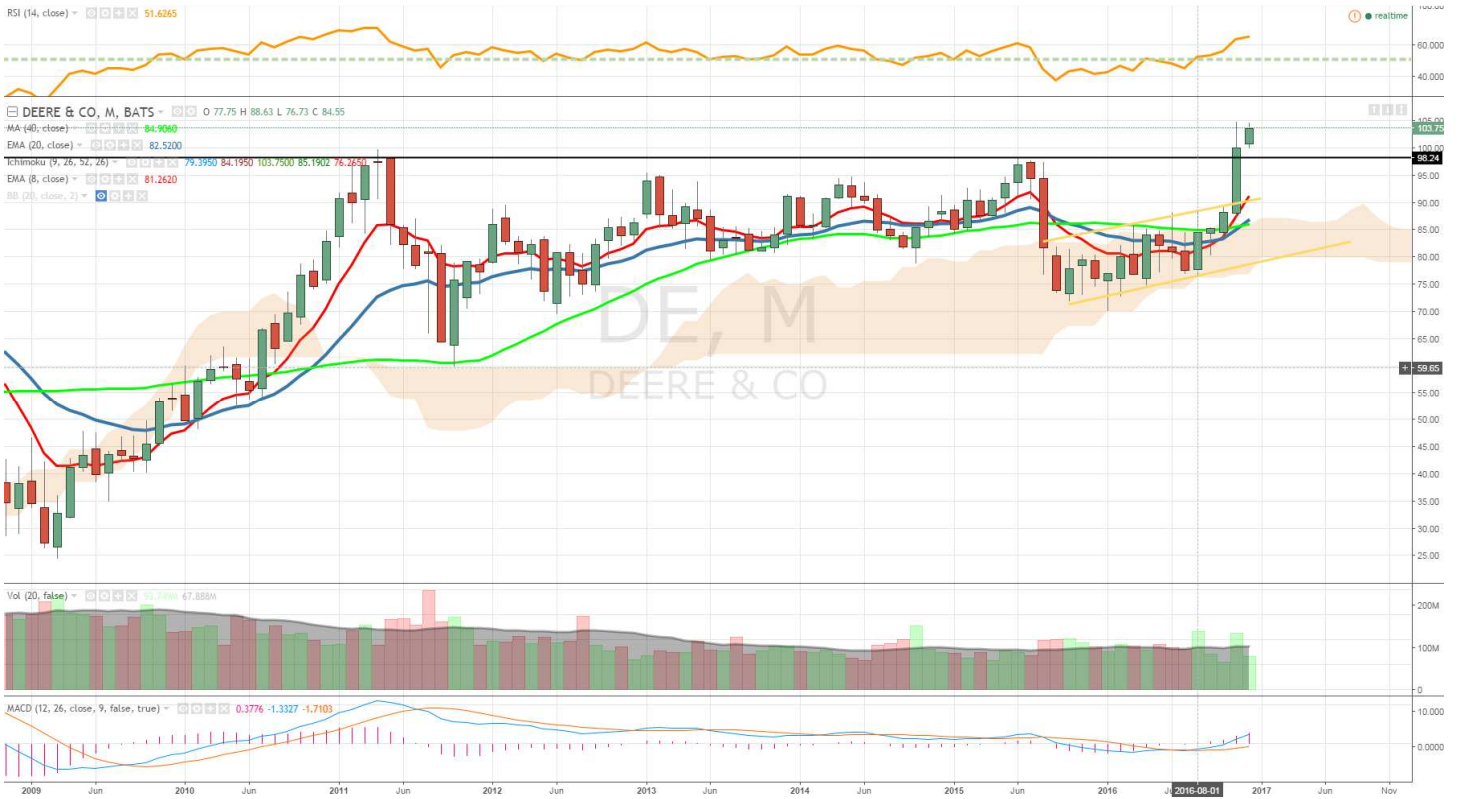 RSI (14, close) 51.6265
realtime
100.00
60.000
40.000
DEERE & CO, M, BATS O 77.75 H 88.63 L 76.73 C 84.55
MA (40, close) 84.9060
EMA (20, close) 82.5200
Ichimoku (9, 26, 52, 26) 79.3950 84.1950 103.7500 85.1902 76.2650
EMA (8, close) 81.2620
BB (20, close, 2)
105.00
103.75
100.00
98.24
95.00
90.00
85.00
80.00
75.00
70.00
65.00
59.65
55.00
50.00
45.00
40.00
35.00
30.00
25.00
DE, M
DEERE & CO
Vol (20, false) 67.888M
200M
100M
0
MACD (12, 26, close, 9, false, true) 0.3776 -1.3327 -1.7103
10.000
0.0000
2009 Jun 2010 Jun 2011 Jun 2012 Jun 2013 Jun 2014 Jun 2015 Jun 2016 2016-08-01 2017 Jun Nov